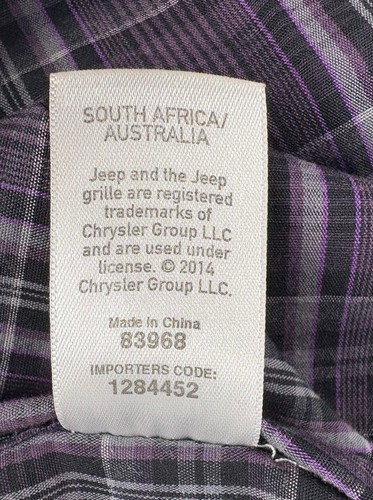 SOUTH AFRICA/
AUSTRALIA
Jeep and the Jeep
grille are registered
trademarks of
Chrysler Group LLC
and are used under
license. © 2014
Chrysler Group LLC.
Made in China
83968
IMPORTERS CODE:
1284452